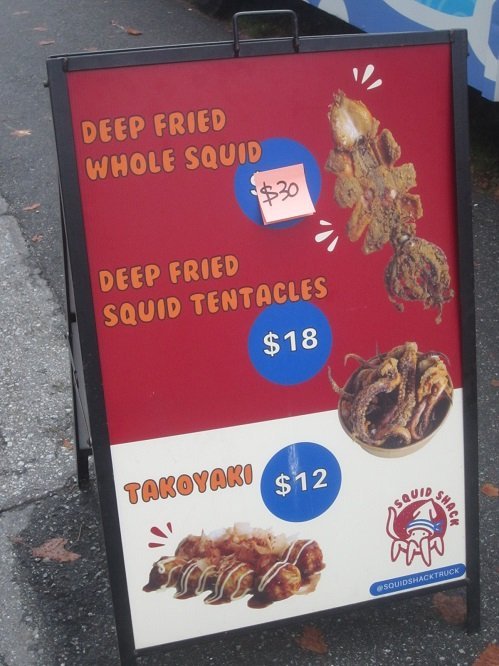 DEEP FRIED
WHOLE SQUID
$30
DEEP FRIED
SQUID TENTACLES
$18
TAKOYAKI
$12
SQUID SHACK
@SQUIDSHACKTRUCK